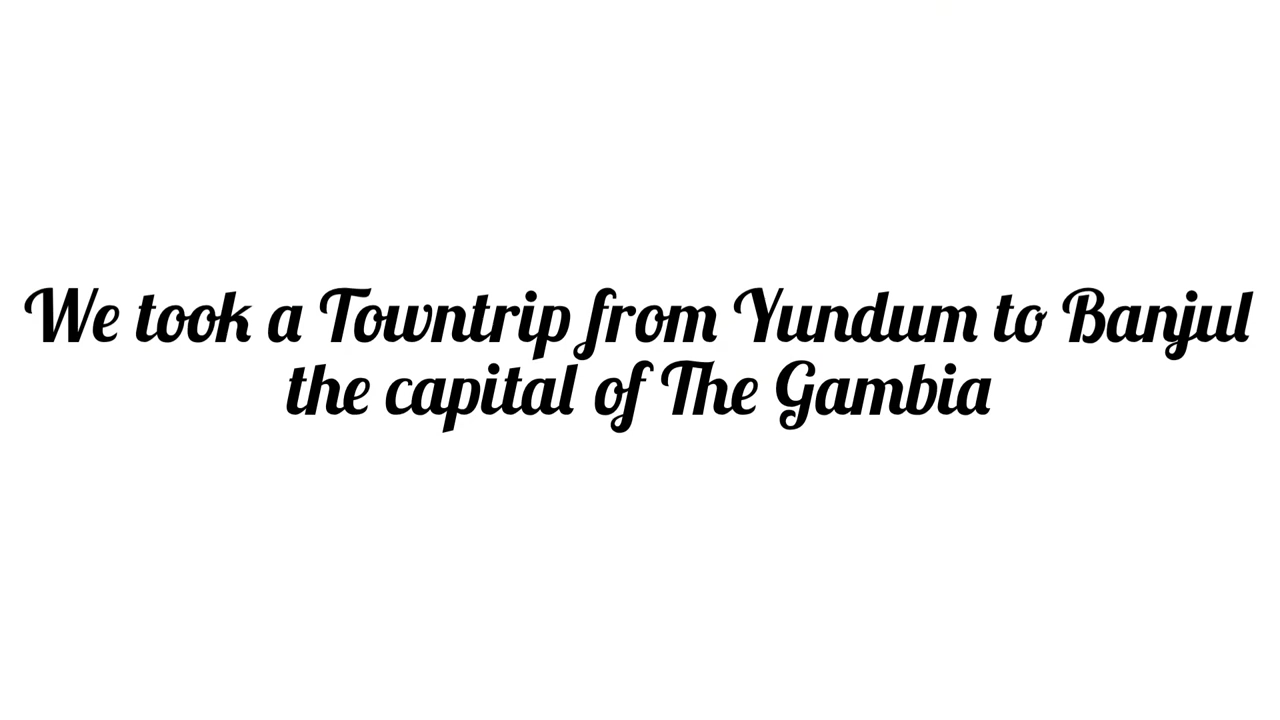 We took a Towntrip from Yundum to Banjul
the capital of The Gambia